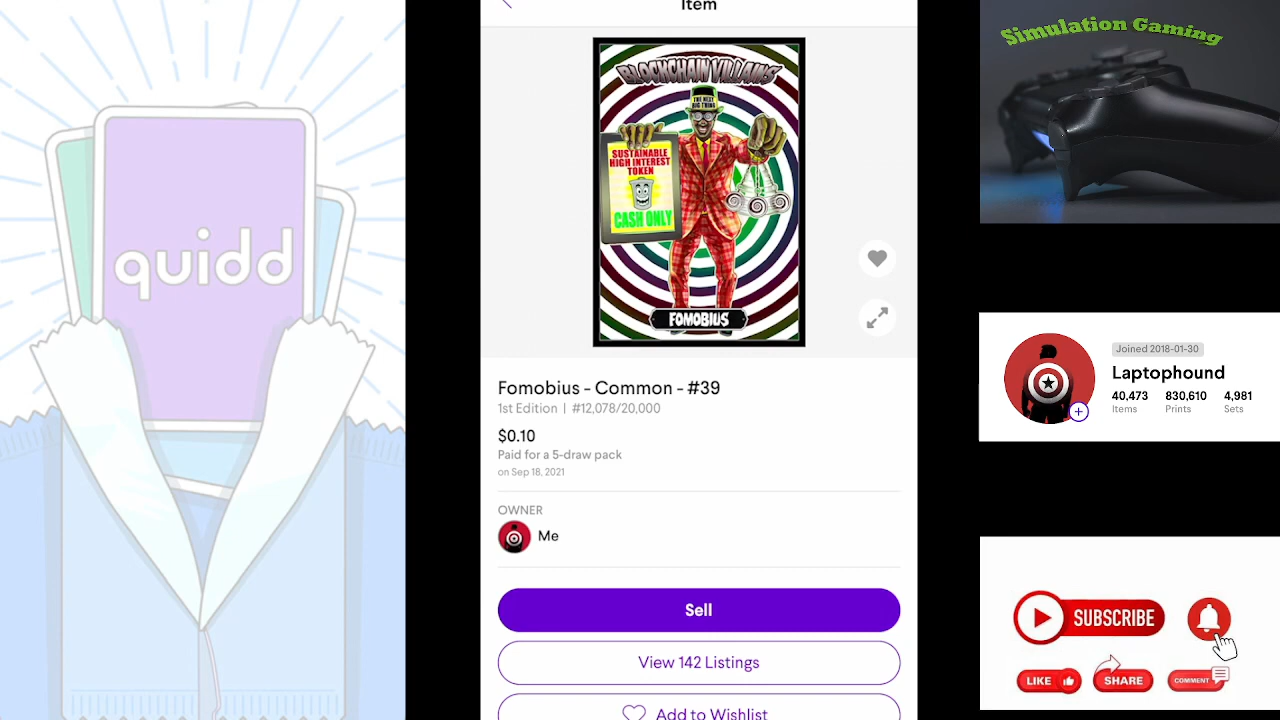 quidd
Item
BLOCKCHAIN VILLAINS
THE NEXT
BIG THING
SUSTAINABLE
HIGH INTEREST
TOKEN
CASH ONLY
FOMOBIUS
Fomobius - Common - #39
1st Edition | #12,078/20,000
$0.10
Paid for a 5-draw pack
on Sep 18, 2021
OWNER
Me
Sell
View 142 Listings
Add to Wishlist
Simulation Gaming
Joined 2018-01-30
Laptophound
40,473 830,610 4,981
Items Prints Sets
SUBSCRIBE
LIKE SHARE COMMENT